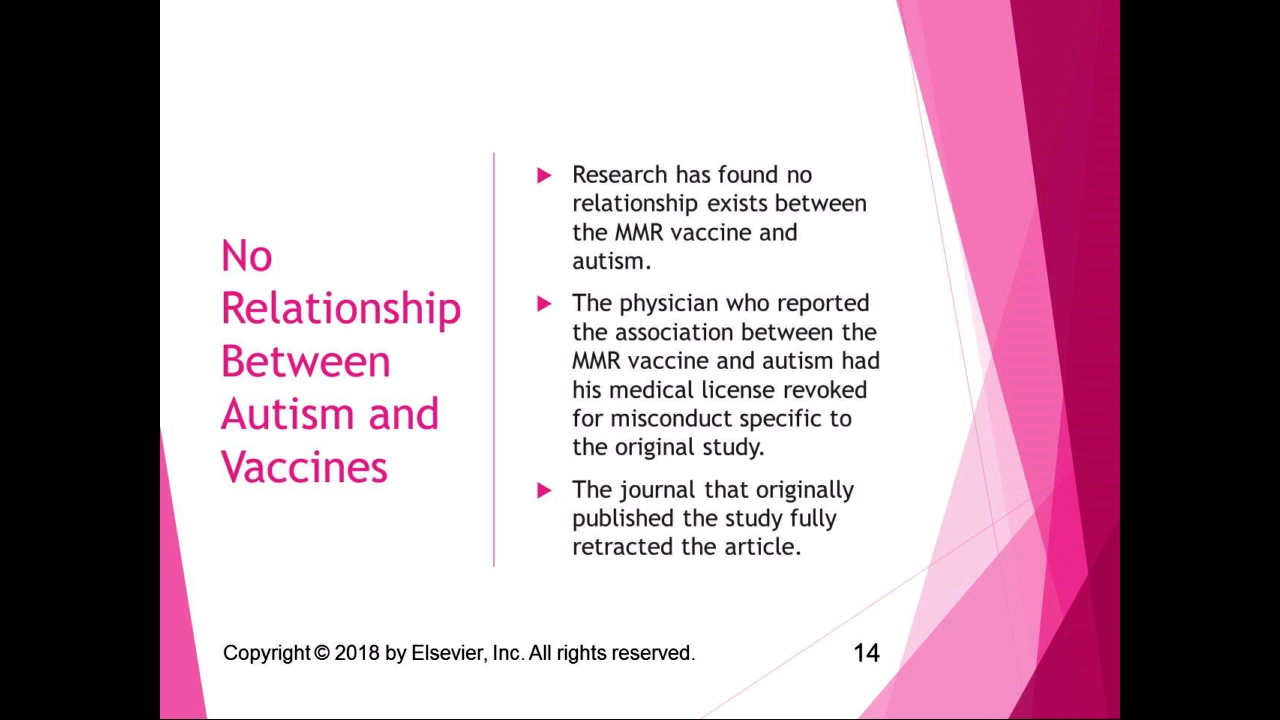 No
Relationship
Between
Autism and
Vaccines
Research has found no
relationship exists between
the MMR vaccine and
autism.
The physician who reported
the association between the
MMR vaccine and autism had
his medical license revoked
for misconduct specific to
the original study.
The journal that originally
published the study fully
retracted the article.
Copyright © 2018 by Elsevier, Inc. All rights reserved.
14